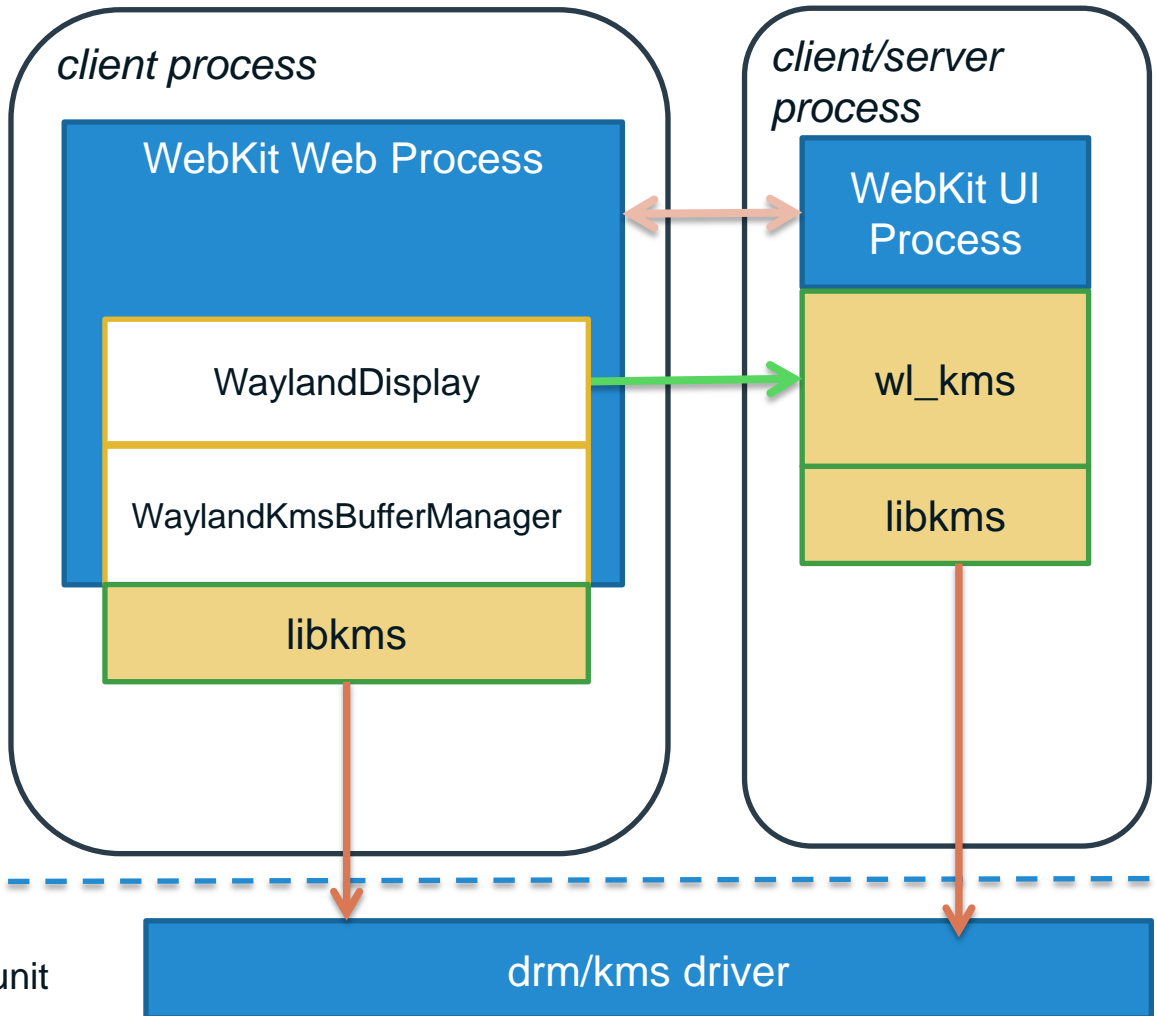 client process
client/server
process
WebKit Web Process
WebKit UI
Process
WaylandDisplay
wl_kms
WaylandKmsBufferManager
libkms
libkms
unit
drm/kms driver